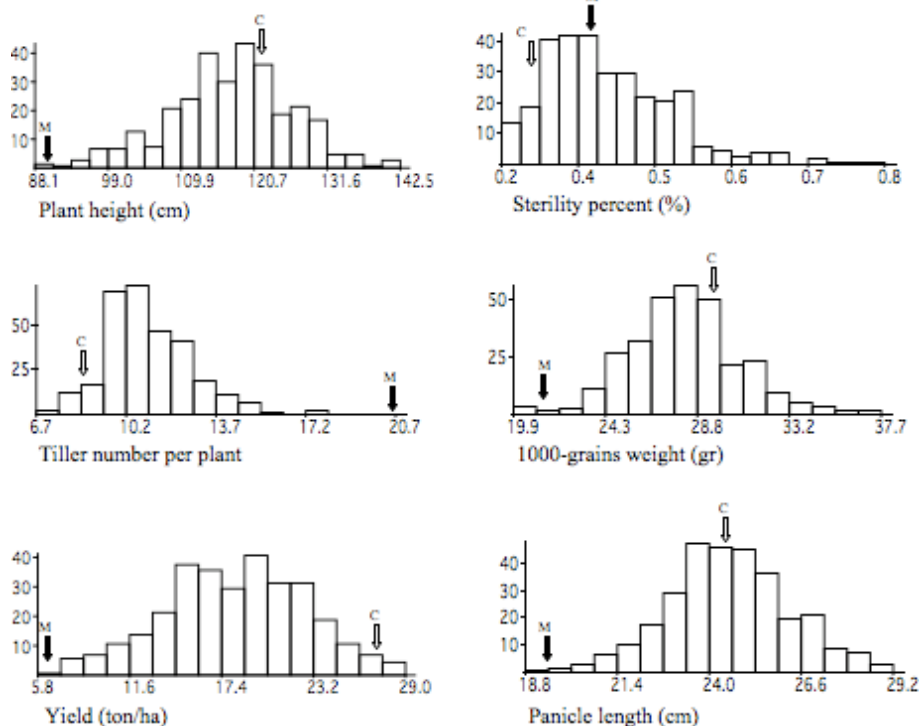 C
40
30
20
10
M
88.1 99.0 109.9 120.7 131.6 142.5
Plant height (cm)
C
40
30
20
10
0.2 0.4 0.5 0.6 0.7 0.8
Sterility percent (%)
50
25
C
M
6.7 10.2 13.7 17.2 20.7
Tiller number per plant
C
50
25
M
19.9 24.3 28.8 33.2 37.7
1000-grains weight (gr)
40
30
20
10
M
C
5.8 11.6 17.4 23.2 29.0
Yield (ton/ha)
C
40
30
20
10
M
18.8 21.4 24.0 26.6 29.2
Panicle length (cm)